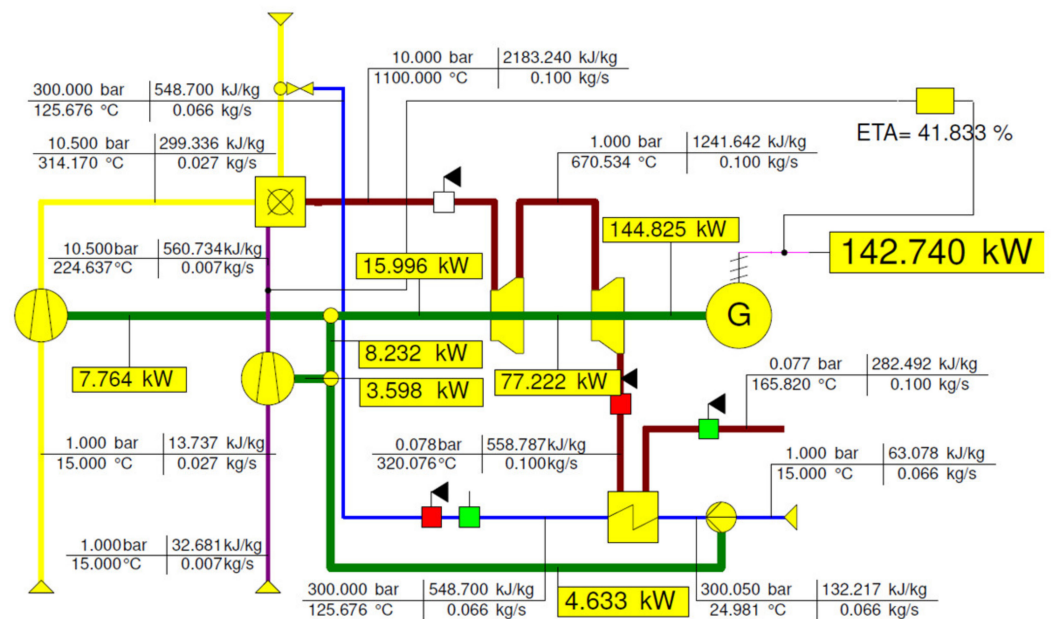 10.000 bar 2183.240 kJ/kg
1100.000 °C 0.100 kg/s
300.000 bar 548.700 kJ/kg
125.676 °C 0.066 kg/s
ETA= 41.833 %
10.500 bar 299.336 kJ/kg
314.170 °C 0.027 kg/s
1.000 bar 1241.642 kJ/kg
670.534 °C 0.100 kg/s
144.825 kW
10.500bar 560.734kJ/kg
224.637°C 0.007kg/s
15.996 kW
142.740 kW
G
8.232 kW
7.764 kW
3.598 kW
77.222 kW
0.077 bar 282.492 kJ/kg
165.820 °C 0.100 kg/s
1.000 bar 13.737 kJ/kg
15.000 °C 0.027 kg/s
0.078bar 558.787kJ/kg
320.076°C 0.100kg/s
1.000 bar 63.078 kJ/kg
15.000 °C 0.066 kg/s
1.000bar 32.681kJ/kg
15.000°C 0.007kg/s
300.000 bar 548.700 kJ/kg
125.676 °C 0.066 kg/s
4.633 kW
300.050 bar 132.217 kJ/kg
24.981 °C 0.066 kg/s